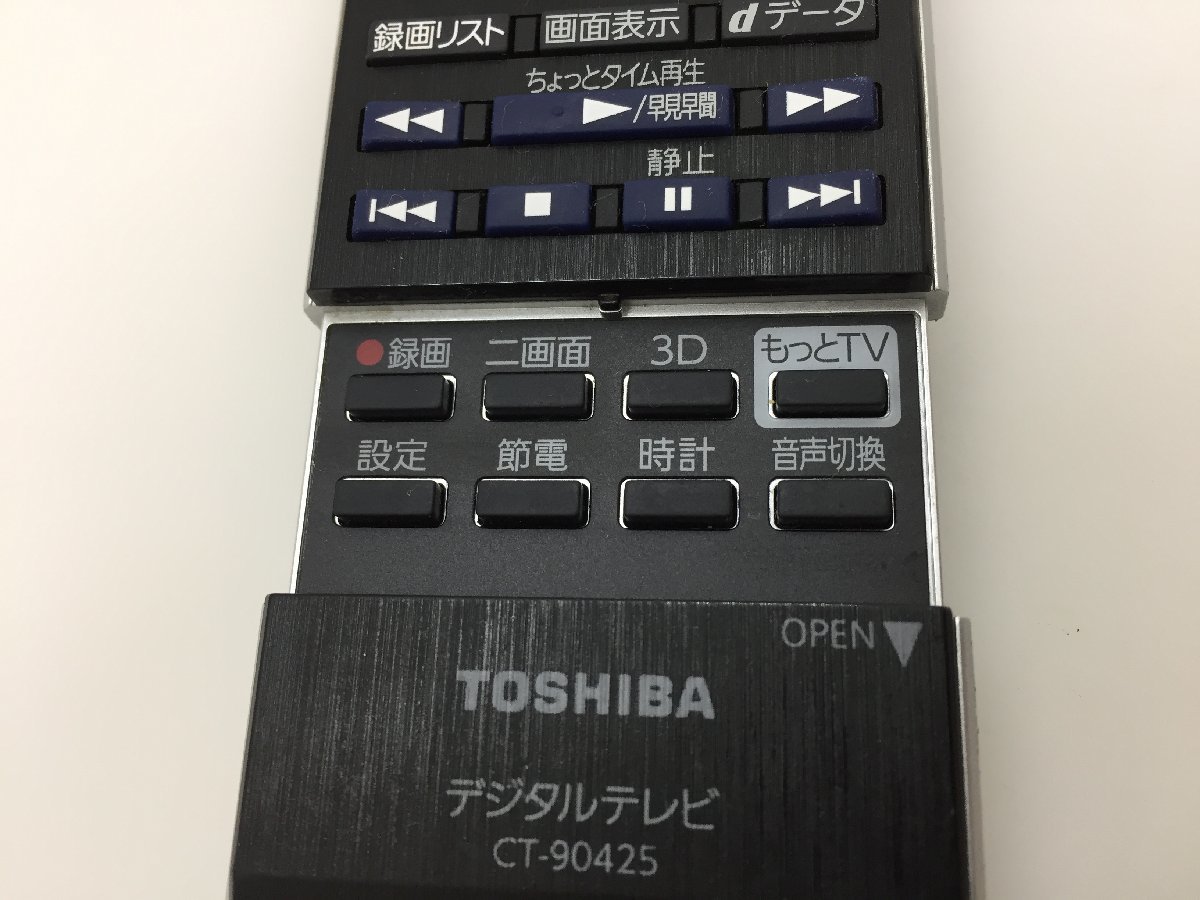 録画リスト 画面表示 dデータ
ちょっとタイム再生
/早見早聞
静止
録画 二画面 3D もっとTV
設定 節電 時計 音声切換
OPEN
TOSHIBA
デジタルテレビ
CT-90425